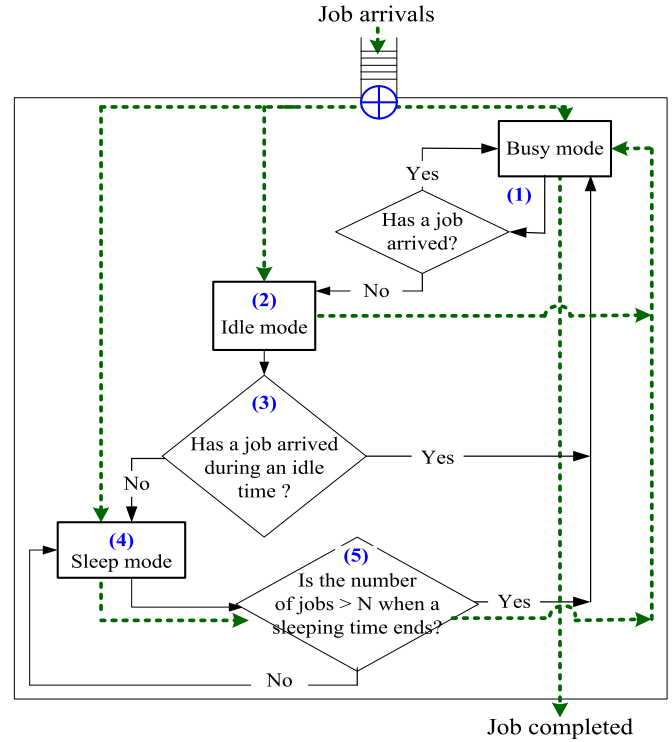 Job arrivals
Busy mode
Yes
(1)
Has a job
arrived?
No
(2)
Idle mode
(3)
Has a job arrived
during an idle
time ?
Yes
No
(4)
Sleep mode
(5)
Is the number
of jobs > N when a
sleeping time ends?
Yes
No
Job completed